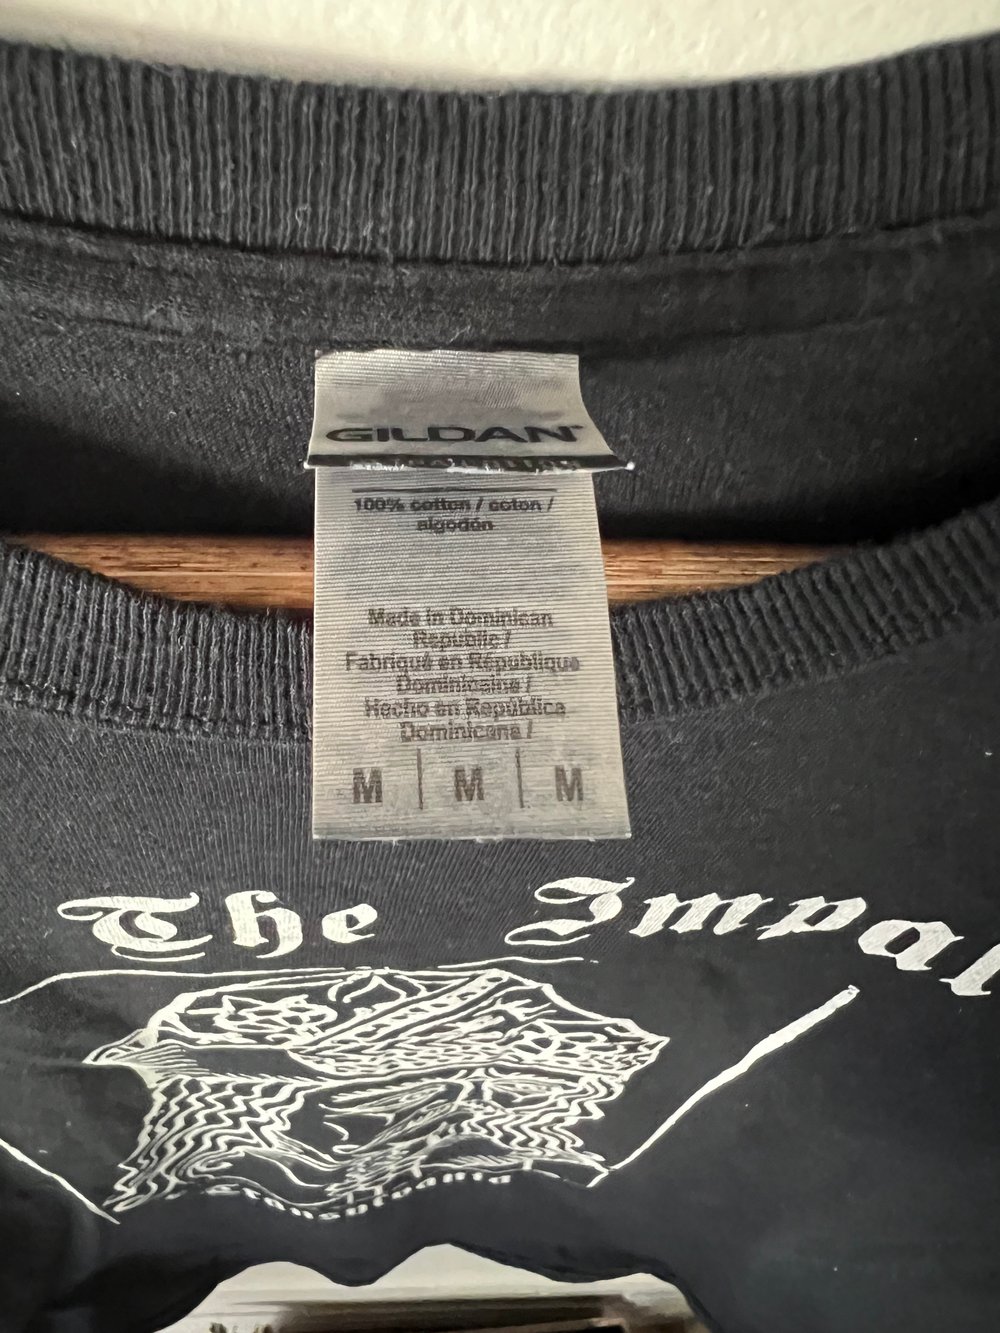 GILDAN
100% cotton / coton /
algodón
Made in Dominican
Republic /
Fabriqué en République
Dominicaine /
Hecho en República
Dominicana /
M | M | M
The Impal